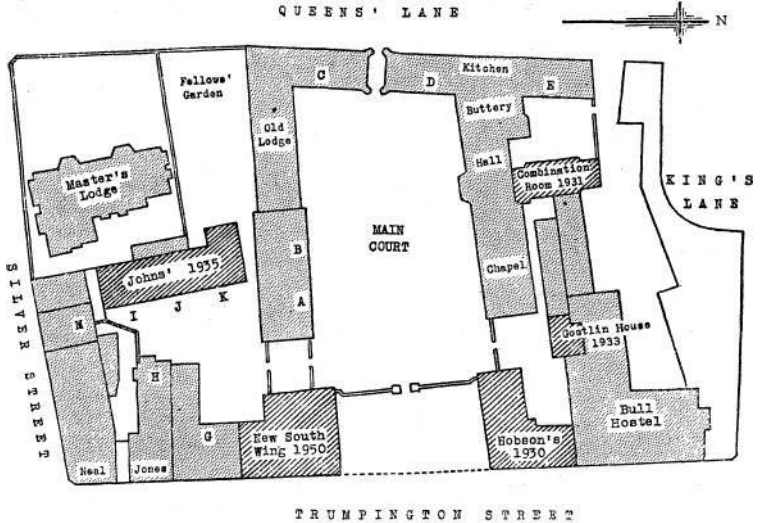 QUEENS' LANE
N
Fellows'
Garden
C
D
Kitchen
E
Buttery
Old
Lodge
Hall
Master's
Lodge
Combination
Room 1931
KING'S
LANE
MAIN
COURT
B
A
Chapel
Johns' 1935
I
J
K
SILVER STREET
M
Gostlin House
1933
H
G
New South
Wing 1950
Hobson's
1930
Bull
Hostel
Neal
Jones
TRUMPINGTON STREET